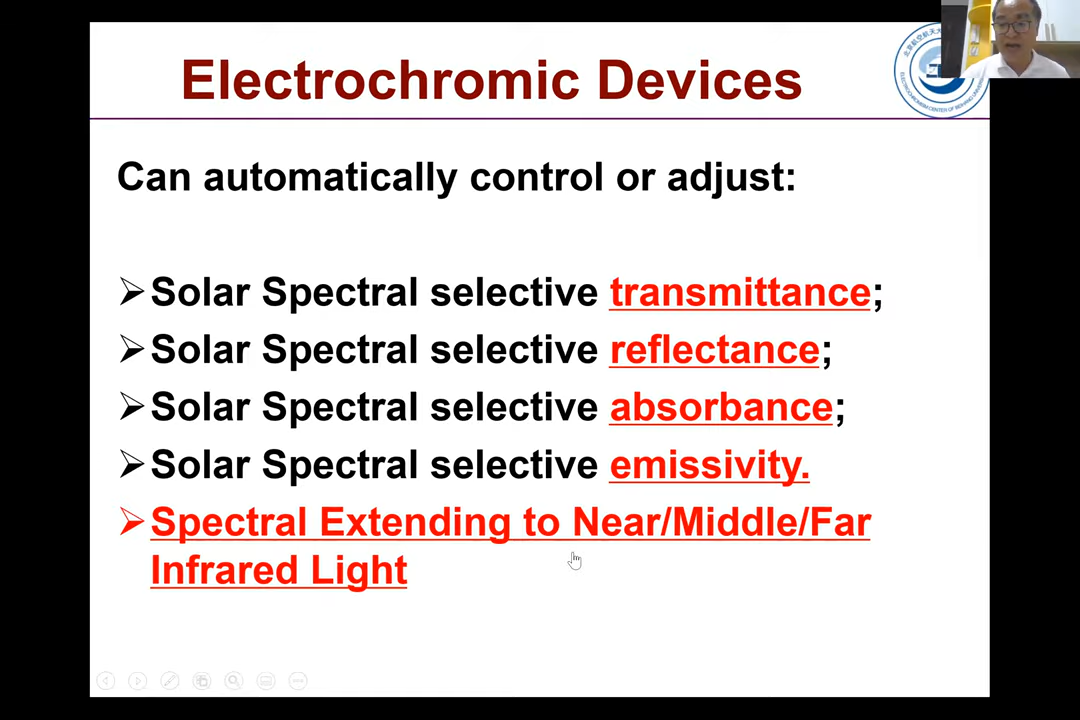 Electrochromic Devices
Can automatically control or adjust:
Solar Spectral selective transmittance;
Solar Spectral selective reflectance;
Solar Spectral selective absorbance;
Solar Spectral selective emissivity.
Spectral Extending to Near/Middle/Far
Infrared Light